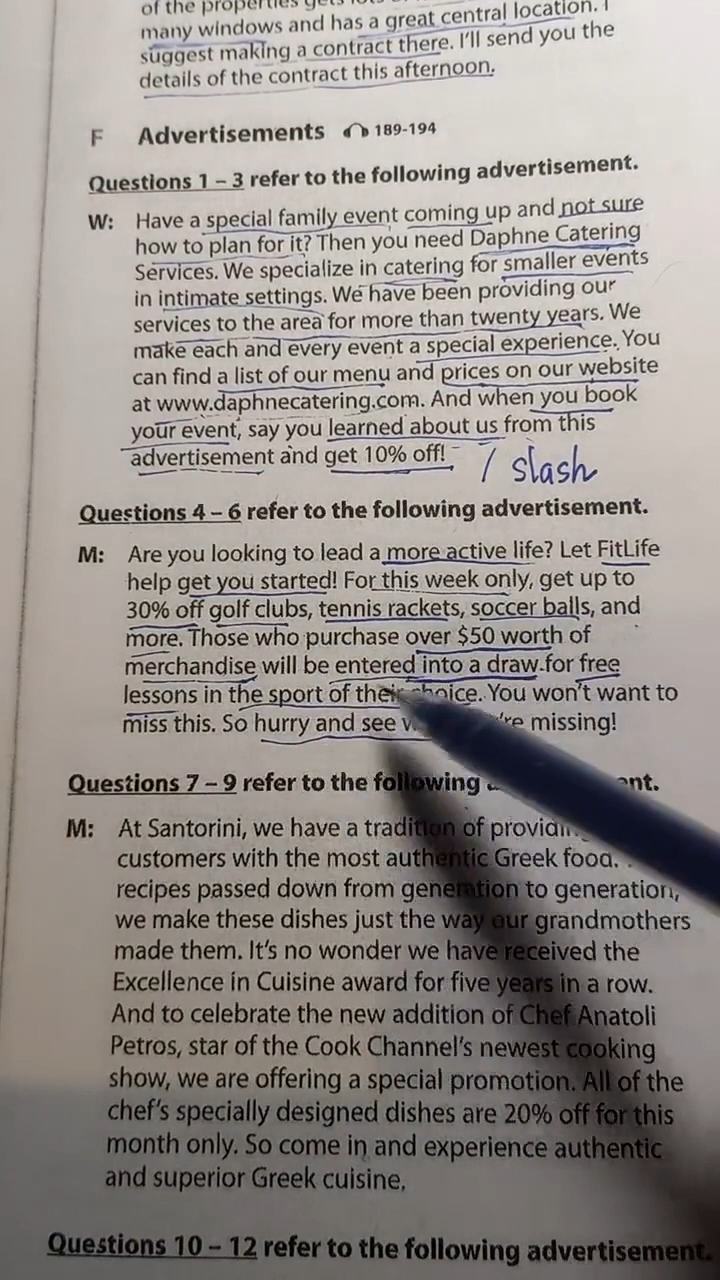 of the properties gets
many windows and has a great central location. I
suggest making a contract there. I'll send you the
details of the contract this afternoon.
F Advertisements 189-194
Questions 1 – 3 refer to the following advertisement.
W: Have a special family event coming up and not sure
how to plan for it? Then you need Daphne Catering
Services. We specialize in catering for smaller events
in intimate settings. We have been providing our
services to the area for more than twenty years. We
make each and every event a special experience. You
can find a list of our menu and prices on our website
at www.daphnecatering.com. And when you book
your event, say you learned about us from this
advertisement and get 10% off! / slash
Questions 4 – 6 refer to the following advertisement.
M: Are you looking to lead a more active life? Let FitLife
help get you started! For this week only, get up to
30% off golf clubs, tennis rackets, soccer balls, and
more. Those who purchase over $50 worth of
merchandise will be entered into a draw for free
lessons in the sport of their choice. You won't want to
miss this. So hurry and see missing!
Questions 7 – 9 refer to the following
M: At Santorini, we have a tradition of
customers with the most authentic Greek food.
recipes passed down from generation to generation,
we make these dishes just the way our grandmothers
made them. It's no wonder we have received the
Excellence in Cuisine award for five years in a row.
And to celebrate the new addition of Chef Anatoli
Petros, star of the Cook Channel's newest cooking
show, we are offering a special promotion. All of the
chef's specially designed dishes are 20% off for this
month only. So come in and experience authentic
and superior Greek cuisine.
Questions 10 – 12 refer to the following advertisement.